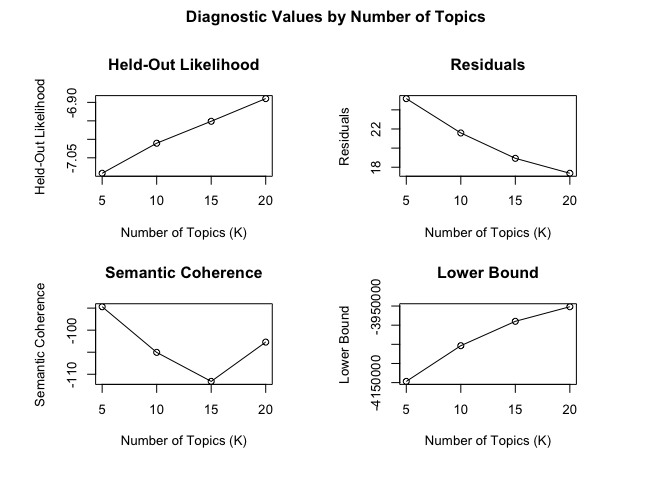 Diagnostic Values by Number of Topics
Held-Out Likelihood
Held-Out Likelihood
-6.90
-7.05
5 10 15 20
Number of Topics (K)
Residuals
Residuals
22
18
5 10 15 20
Number of Topics (K)
Semantic Coherence
Semantic Coherence
-100
-110
5 10 15 20
Number of Topics (K)
Lower Bound
Lower Bound
-3950000
-4150000
5 10 15 20
Number of Topics (K)